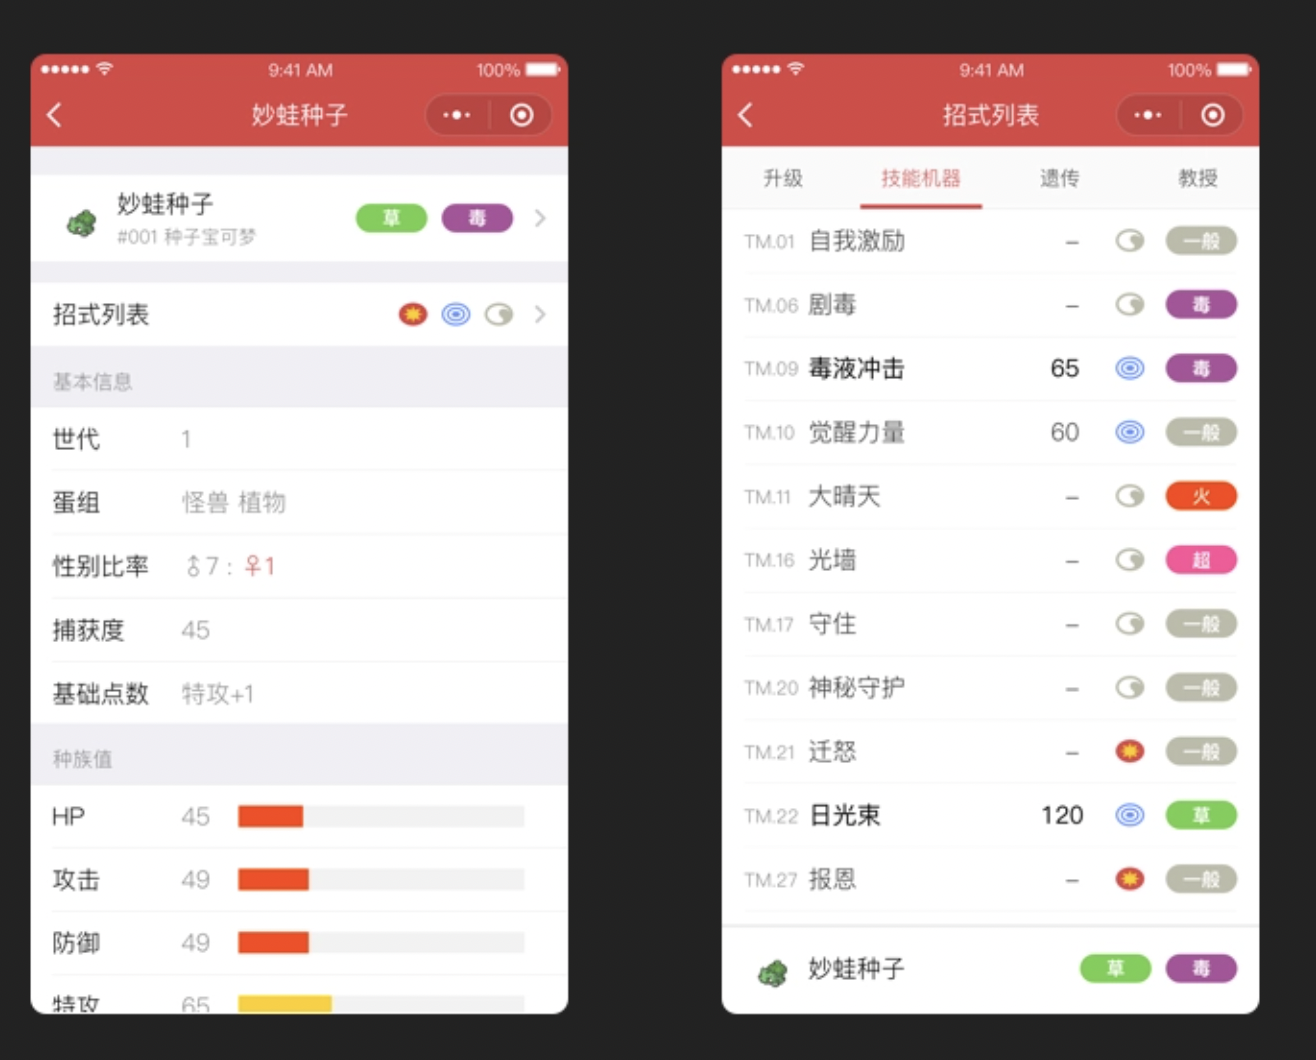 9:41 AM 100%
妙蛙种子
妙蛙种子
#001 种子宝可梦
草 毒
招式列表
基本信息
世代 1
蛋组 怪兽 植物
性别比率 ♂7 : ♀1
捕获度 45
基础点数 特攻+1
种族值
HP 45
攻击 49
防御 49
特攻 65
9:41 AM 100%
招式列表
升级 技能机器 遗传 教授
TM.01 自我激励 – 一般
TM.06 剧毒 – 毒
TM.09 毒液冲击 65 毒
TM.10 觉醒力量 60 一般
TM.11 大晴天 – 火
TM.16 光墙 – 超
TM.17 守住 – 一般
TM.20 神秘守护 – 一般
TM.21 迁怒 – 一般
TM.22 日光束 120 草
TM.27 报恩 – 一般
妙蛙种子 草 毒